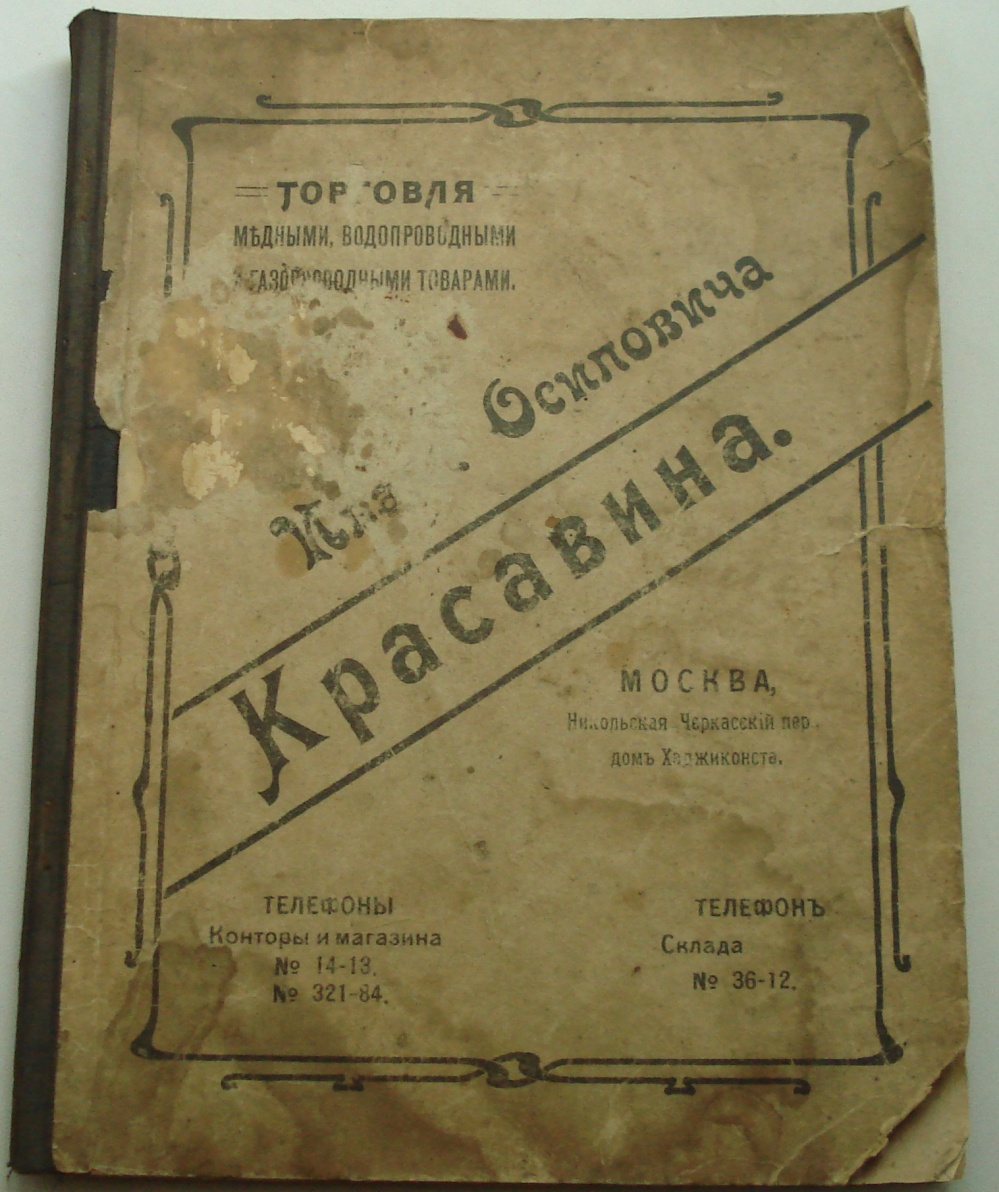 ТОРГОВЛЯ
МѢДНЫМИ, ВОДОПРОВОДНЫМИ
и ГАЗОПРОВОДНЫМИ ТОВАРАМИ.
Осиповича
Красавина.
МОСКВА,
Никольская, Черкасскій пер.
домъ Хаджиконста.
ТЕЛЕФОНЫ
Конторы и магазина
№ 14-13.
№ 321-84.
ТЕЛЕФОНЪ
Склада
№ 36-12.